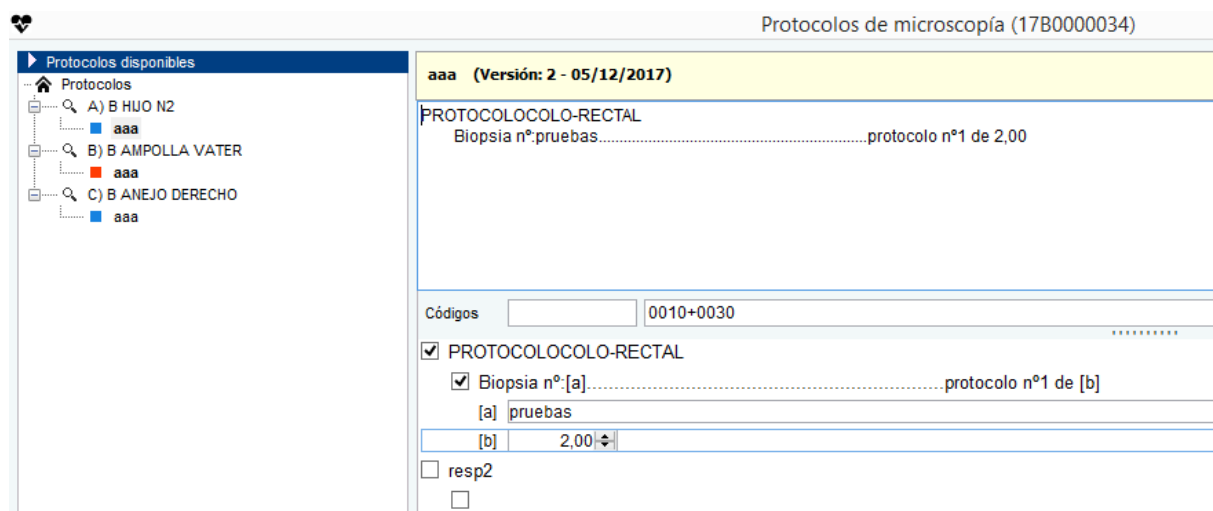 Protocolos de microscopía (17B0000034)
Protocolos disponibles
Protocolos
A) B HIJO N2
aaa
B) B AMPOLLA VATER
aaa
C) B ANEJO DERECHO
aaa
aaa (Versión: 2 - 05/12/2017)
PROTOCOLOCOLO-RECTAL
Biopsia nº:pruebas..................................................................protocolo nº1 de 2,00
Códigos 0010+0030
PROTOCOLOCOLO-RECTAL
Biopsia nº:[a]..................................................................protocolo nº1 de [b]
[a] pruebas
[b] 2,00
resp2